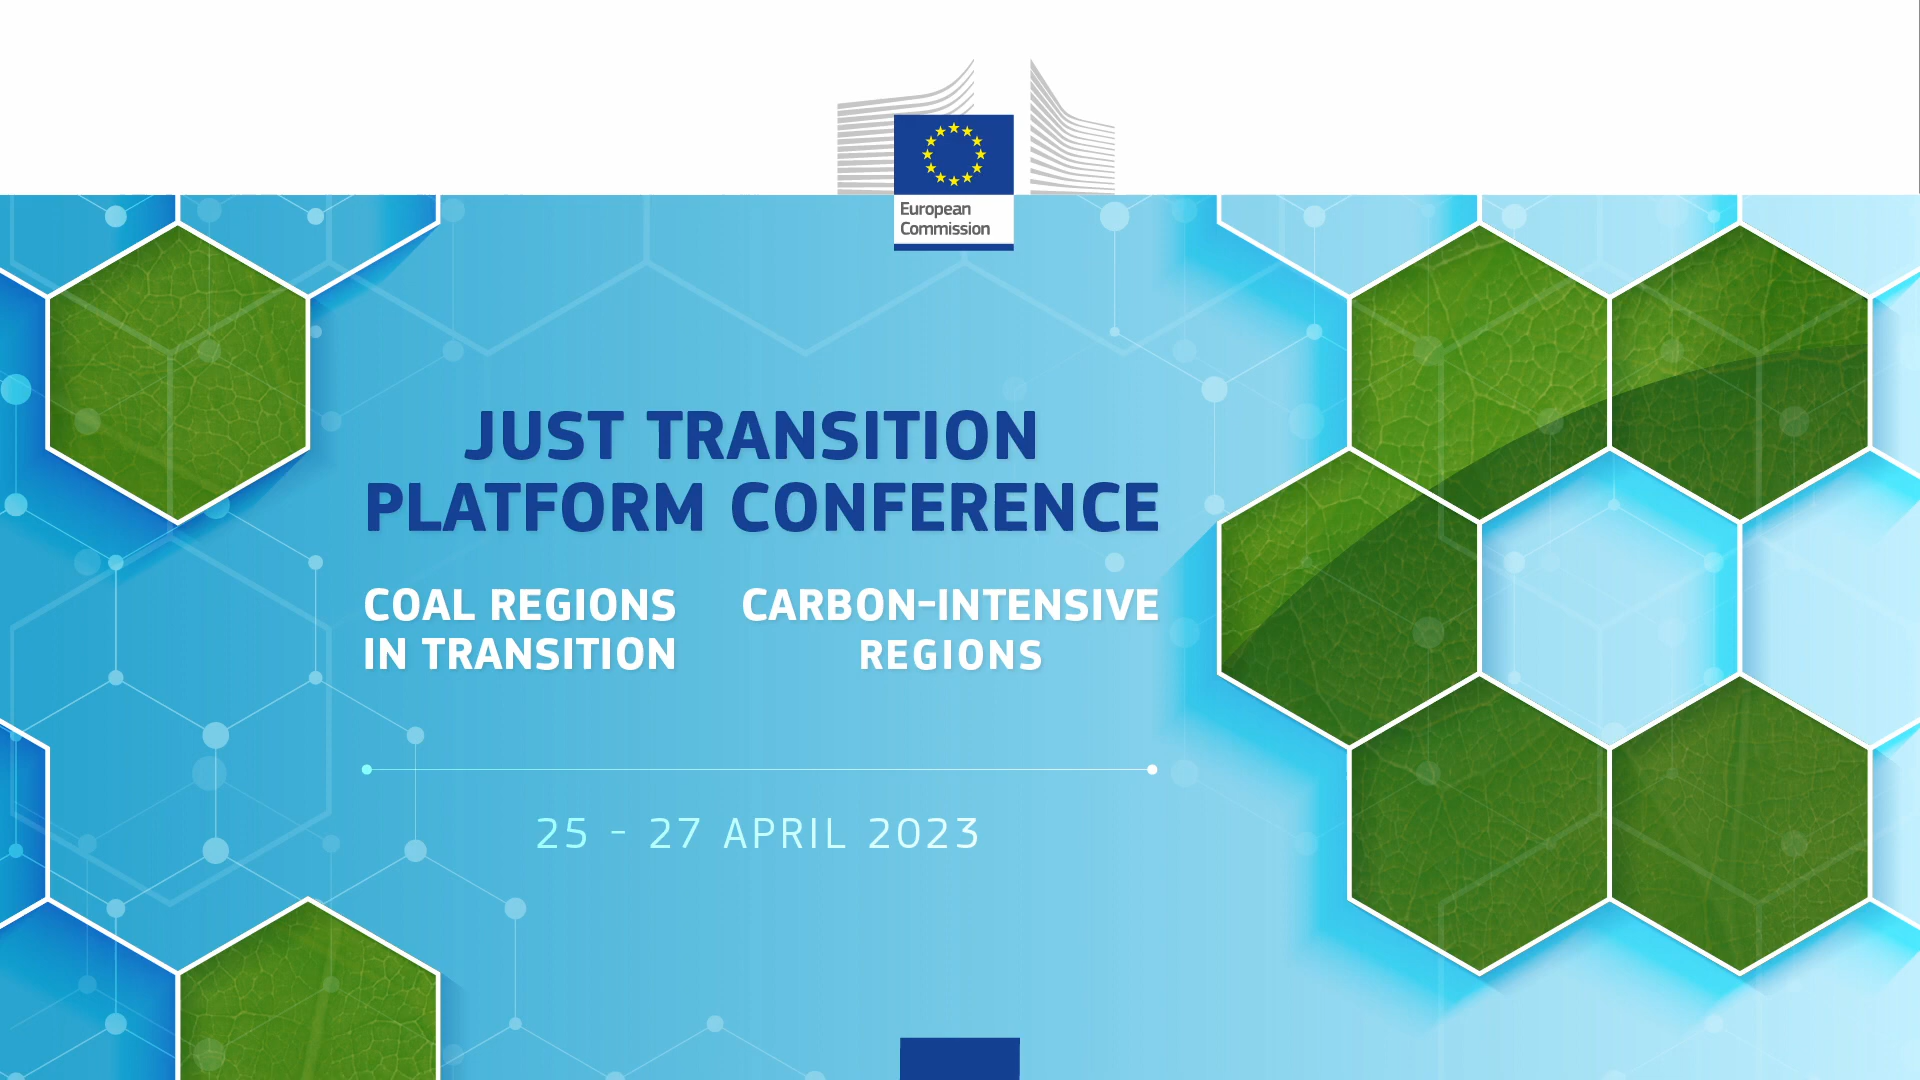 European
Commission
JUST TRANSITION
PLATFORM CONFERENCE
COAL REGIONS
IN TRANSITION
CARBON-INTENSIVE
REGIONS
25 - 27 APRIL 2023